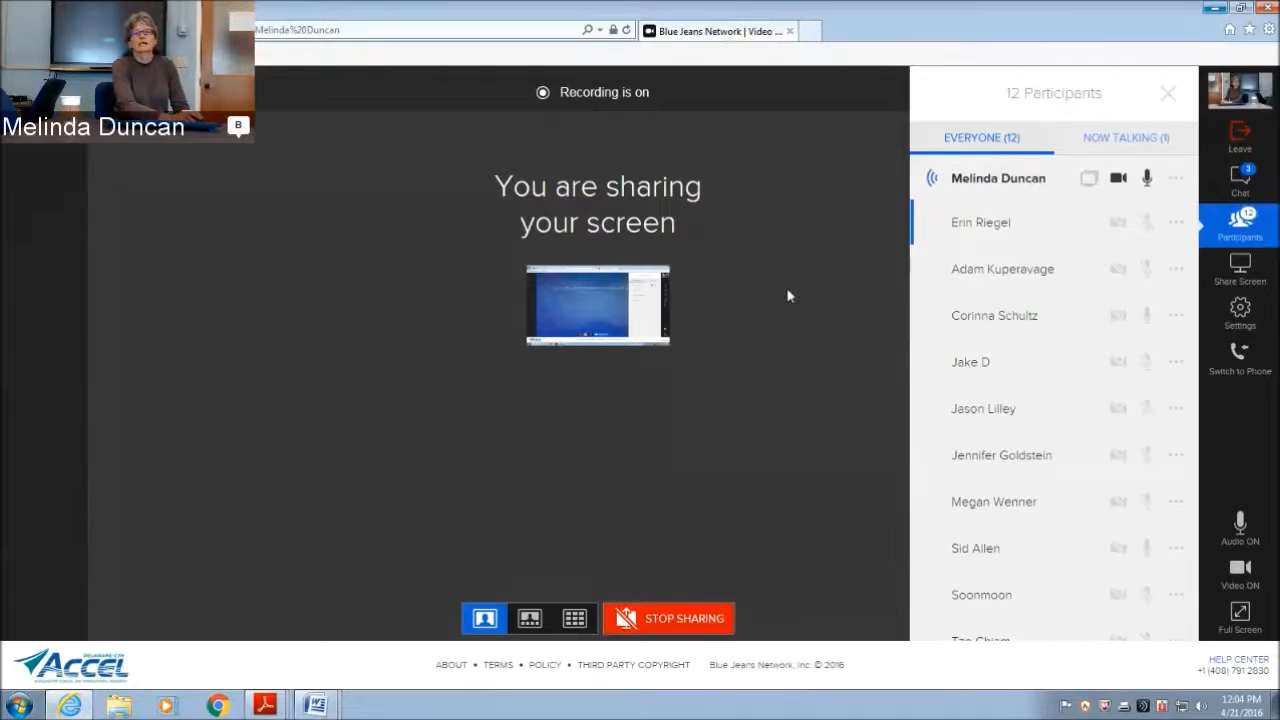 Melinda%20Duncan
Blue Jeans Network | Video ...
Melinda Duncan
B
Recording is on
You are sharing
your screen
STOP SHARING
12 Participants
EVERYONE (12)
NOW TALKING (1)
Melinda Duncan
Erin Riegel
Adam Kuperavage
Corinna Schultz
Jake D
Jason Lilley
Jennifer Goldstein
Megan Wenner
Sid Allen
Soonmoon
Leave
3
Chat
12
Participants
Share Screen
Settings
Switch to Phone
Audio ON
Video ON
Full Screen
DELAWARE-CTR
ACCEL
ABOUT • TERMS • POLICY • THIRD PARTY COPYRIGHT Blue Jeans Network, Inc. © 2016
HELP CENTER
+1 (408) 791 2830
12:04 PM
4/21/2016